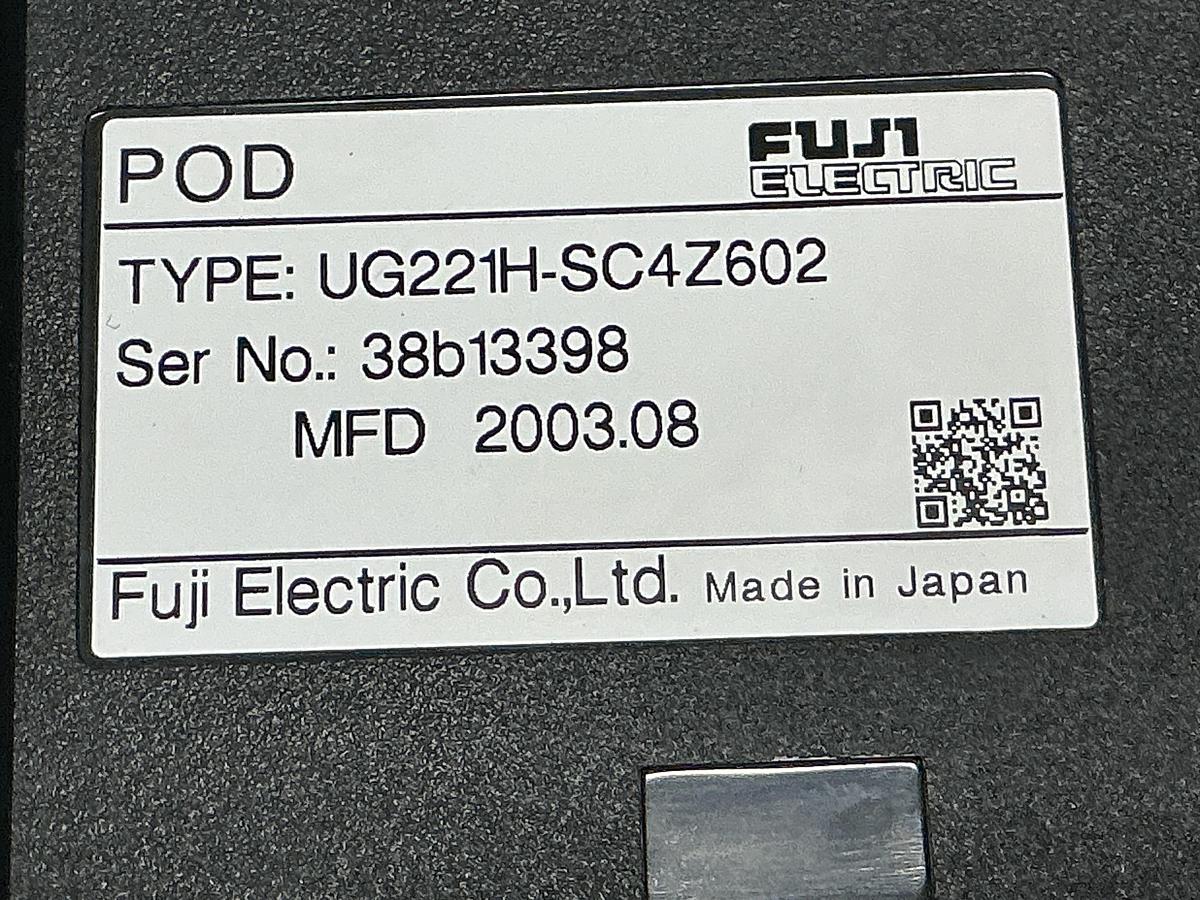 POD
FUJI
ELECTRIC
TYPE: UG221H-SC4Z602
Ser No.: 38b13398
MFD 2003.08
Fuji Electric Co.,Ltd. Made in Japan